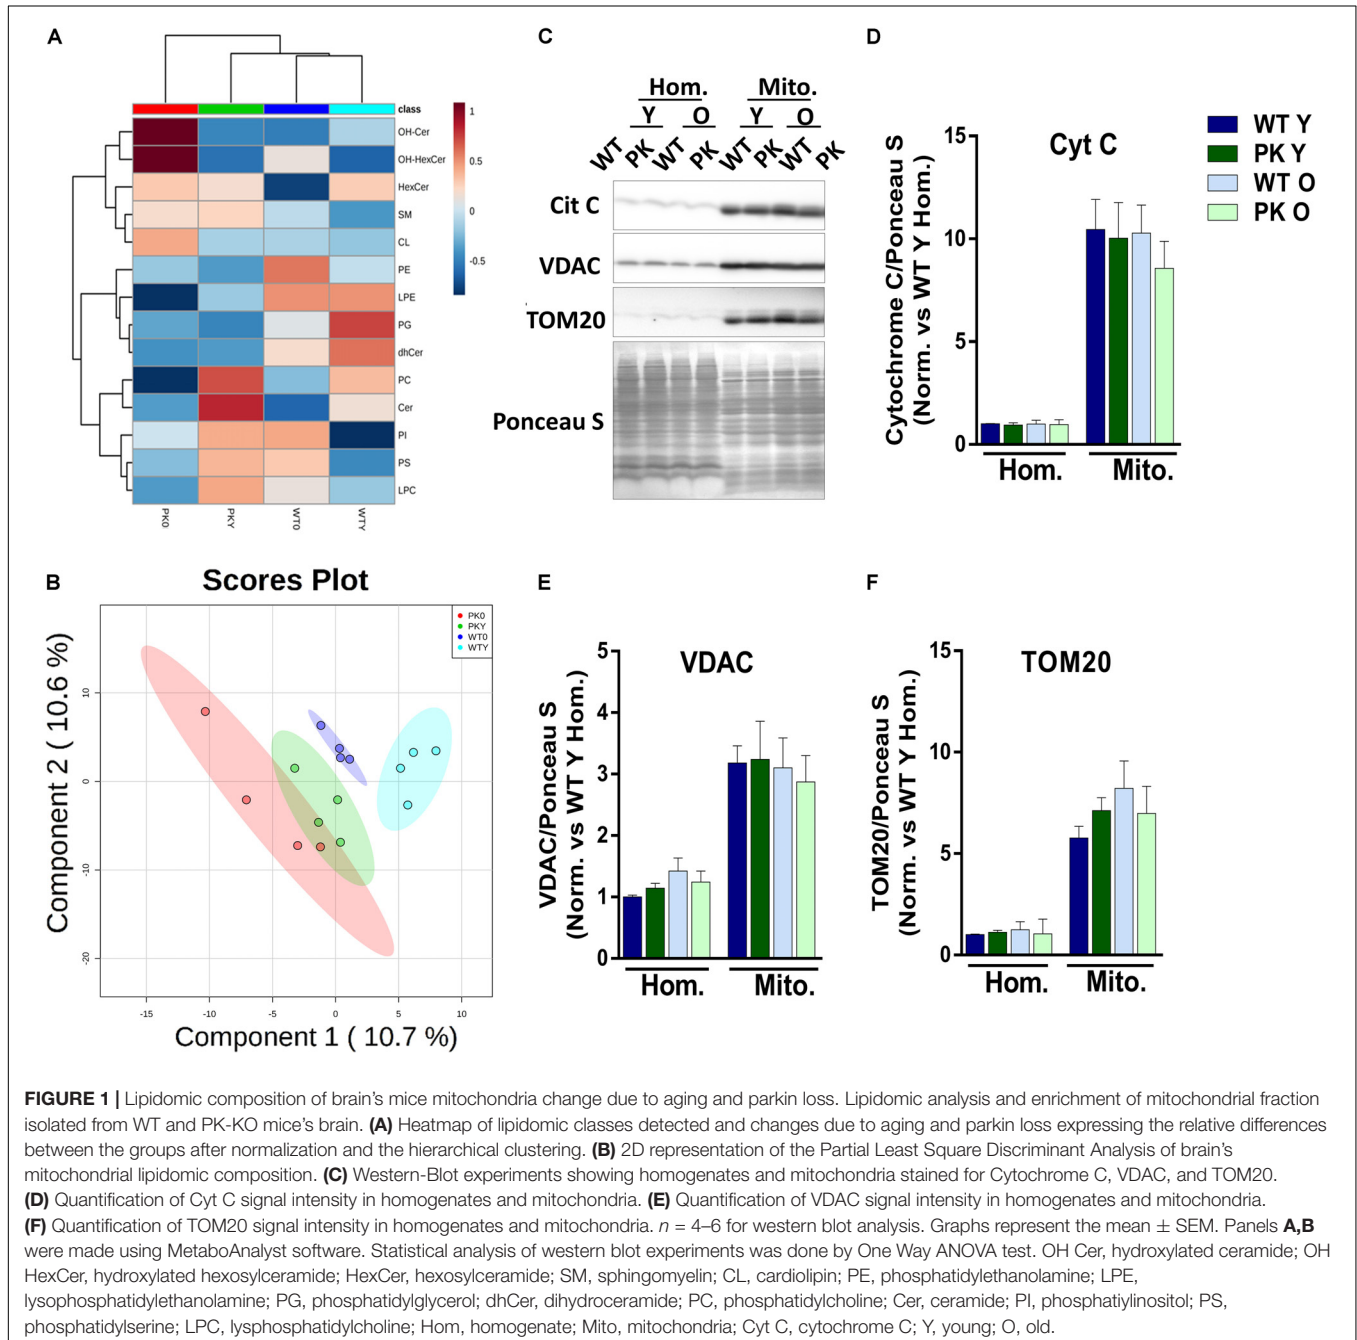 A
class
1
0.5
0
-0.5
OH-Cer
OH-HexCer
HexCer
SM
CL
PE
LPE
PG
dhCer
PC
Cer
PI
PS
LPC
PK0
PKY
WT0
WTY
B
Scores Plot
PK0
PKY
WT0
WTY
Component 2 ( 10.6 %)
10
0
-10
-20
-15
-10
-5
0
5
10
Component 1 ( 10.7 %)
C
Hom. Mito.
Y O Y O
WT PK WT PK WT PK WT PK
Cit C
VDAC
TOM20
Ponceau S
D
Cyt C
Cytochrome C/Ponceau S
(Norm. vs WT Y Hom.)
15
10
5
0
Hom. Mito.
WT Y
PK Y
WT O
PK O
E
VDAC
VDAC/Ponceau S
(Norm. vs WT Y Hom.)
5
4
3
2
1
0
Hom. Mito.
F
TOM20
TOM20/Ponceau S
(Norm. vs WT Y Hom.)
15
10
5
0
Hom. Mito.
FIGURE 1 | Lipidomic composition of brain's mice mitochondria change due to aging and parkin loss. Lipidomic analysis and enrichment of mitochondrial fraction
isolated from WT and PK-KO mice's brain. (A) Heatmap of lipidomic classes detected and changes due to aging and parkin loss expressing the relative differences
between the groups after normalization and the hierarchical clustering. (B) 2D representation of the Partial Least Square Discriminant Analysis of brain's
mitochondrial lipidomic composition. (C) Western-Blot experiments showing homogenates and mitochondria stained for Cytochrome C, VDAC, and TOM20.
(D) Quantification of Cyt C signal intensity in homogenates and mitochondria. (E) Quantification of VDAC signal intensity in homogenates and mitochondria.
(F) Quantification of TOM20 signal intensity in homogenates and mitochondria. n = 4–6 for western blot analysis. Graphs represent the mean ± SEM. Panels A,B
were made using MetaboAnalyst software. Statistical analysis of western blot experiments was done by One Way ANOVA test. OH Cer, hydroxylated ceramide; OH
HexCer, hydroxylated hexosylceramide; HexCer, hexosylceramide; SM, sphingomyelin; CL, cardiolipin; PE, phosphatidylethanolamine; LPE,
lysophosphatidylethanolamine; PG, phosphatidylglycerol; dhCer, dihydroceramide; PC, phosphatidylcholine; Cer, ceramide; PI, phosphatiylinositol; PS,
phosphatidylserine; LPC, lysphosphatidylcholine; Hom, homogenate; Mito, mitochondria; Cyt C, cytochrome C; Y, young; O, old.